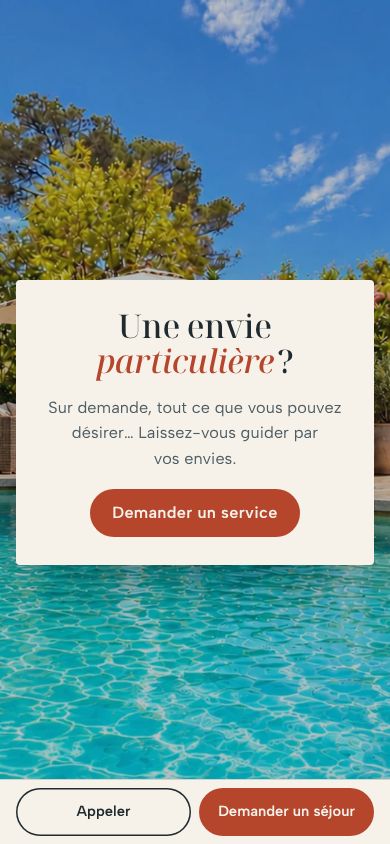 Une envie
particulière ?
Sur demande, tout ce que vous pouvez
désirer… Laissez-vous guider par
vos envies.
Demander un service
Appeler
Demander un séjour